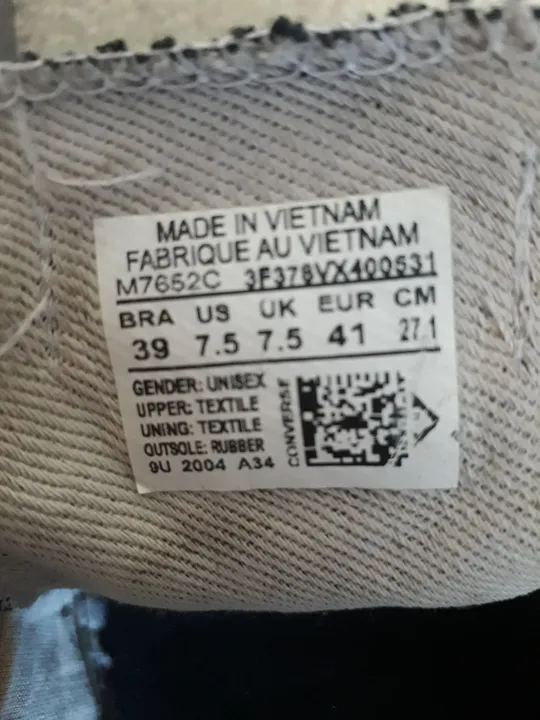 MADE IN VIETNAM
FABRIQUE AU VIETNAM
M7652C 3F378VX400531
BRA US UK EUR CM
39 7.5 7.5 41 27.1
GENDER: UNISEX
UPPER: TEXTILE
UNING: TEXTILE
OUTSOLE: RUBBER
9U 2004 A34
CONVERSE